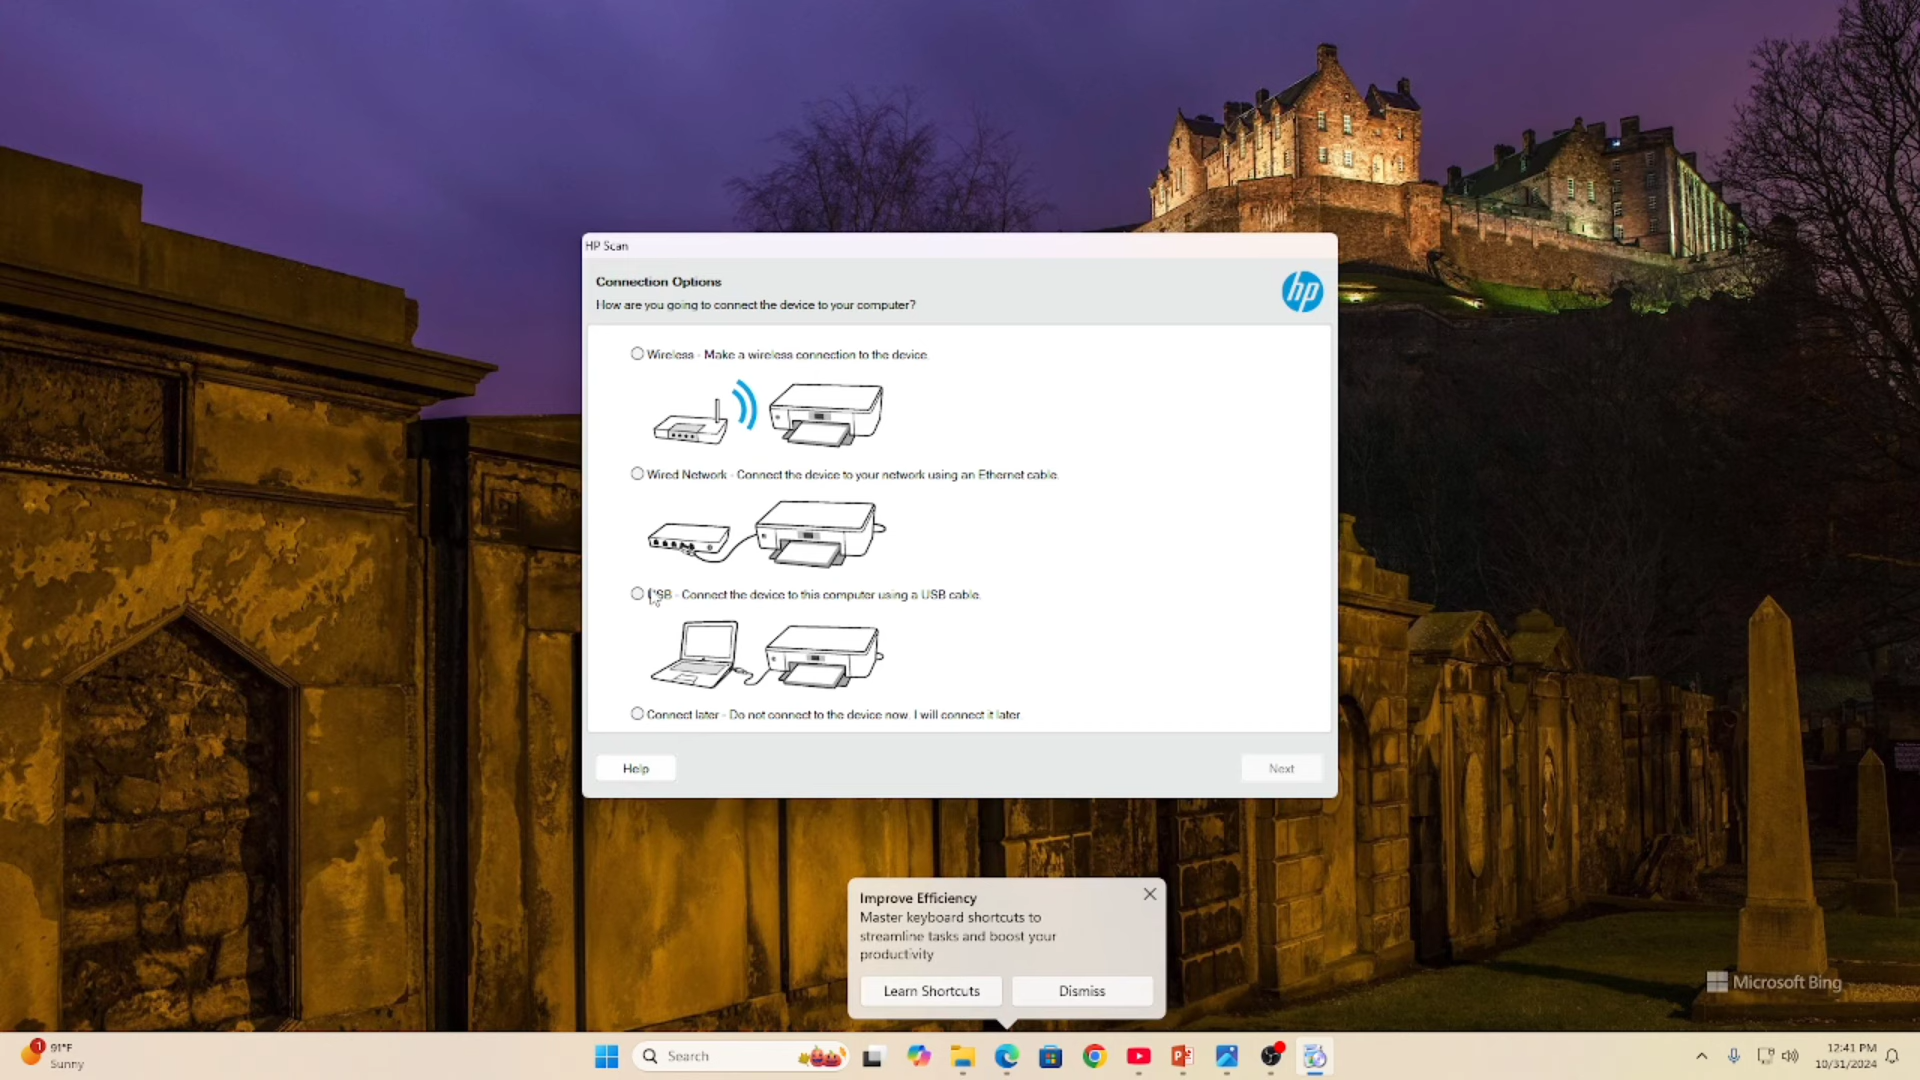 HP Scan
Connection Options
How are you going to connect the device to your computer?
hp
Wireless - Make a wireless connection to the device.
Wired Network - Connect the device to your network using an Ethernet cable.
USB - Connect the device to this computer using a USB cable.
Connect later - Do not connect to the device now. I will connect it later
Help
Next
Improve Efficiency
Master keyboard shortcuts to
streamline tasks and boost your
productivity
Learn Shortcuts
Dismiss
Microsoft Bing
1
91°F
Sunny
Search
12:41 PM
10/31/2024